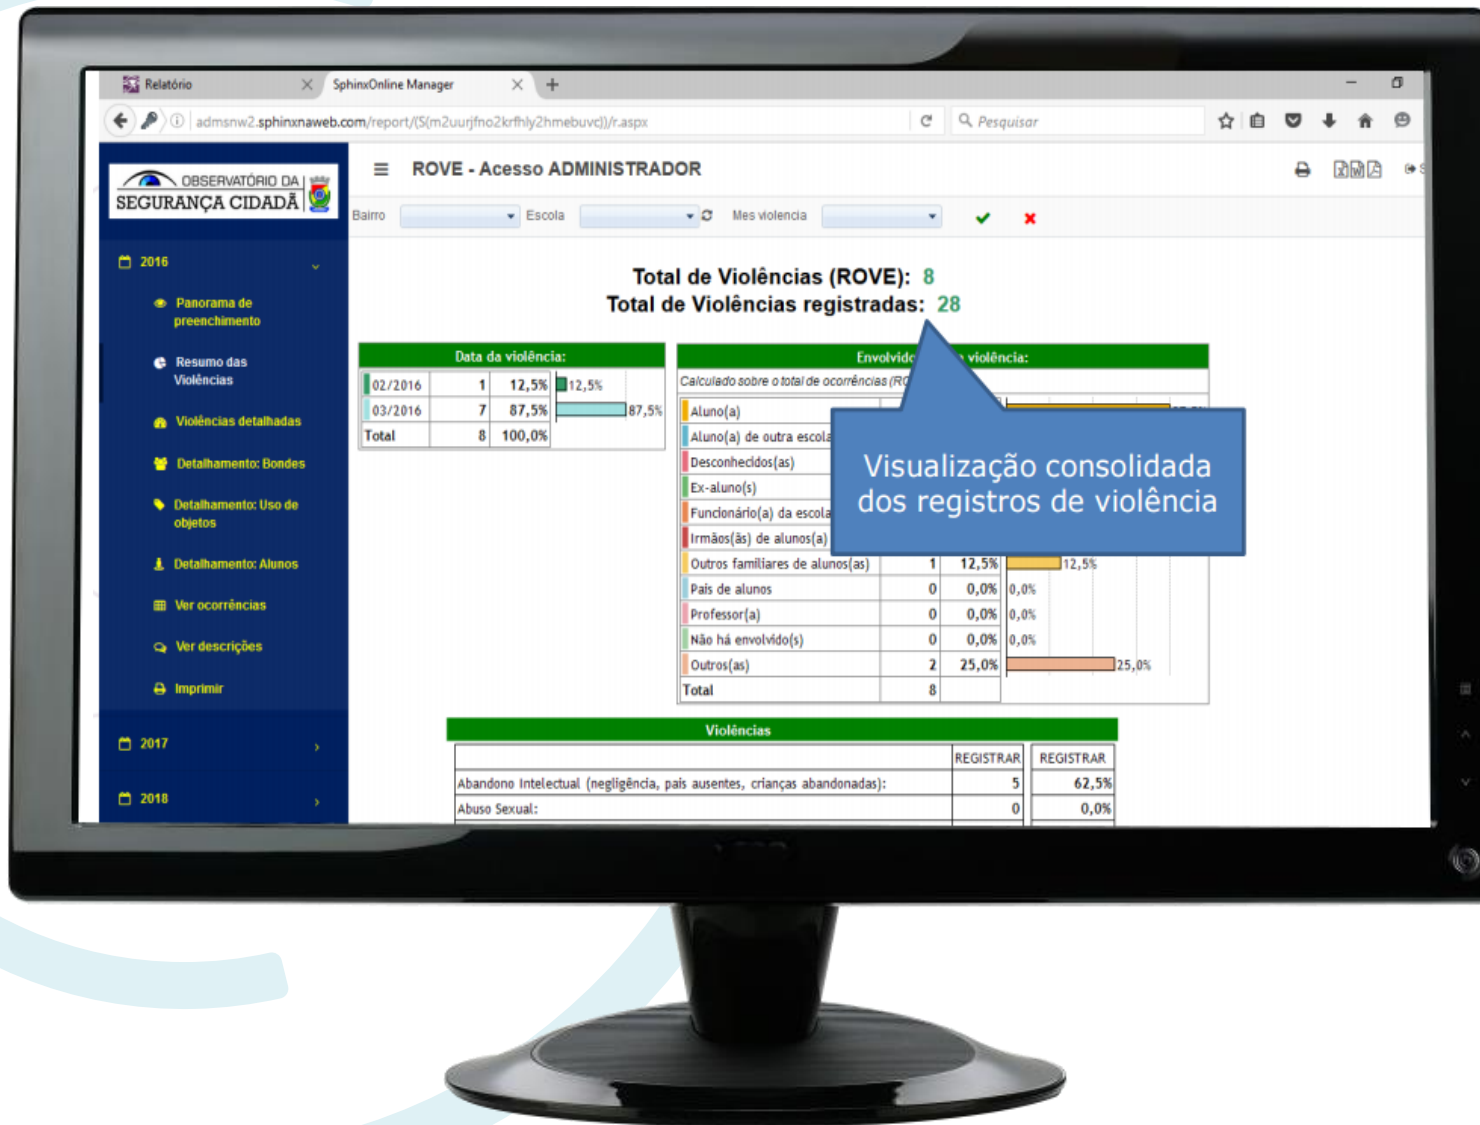 Relatório
SphinxOnline Manager
admsnw2.sphinxnaweb.com/report/(S(m2uurjfno2krfhly2hmebuvc))/r.aspx
Pesquisar
OBSERVATÓRIO DA
SEGURANÇA CIDADÃ
ROVE - Acesso ADMINISTRADOR
Bairro Escola Mes violencia
2016
Panorama de
preenchimento
Resumo das
Violências
Violências detalhadas
Detalhamento: Bondes
Detalhamento: Uso de
objetos
Detalhamento: Alunos
Ver ocorrências
Ver descrições
Imprimir
2017
2018
Total de Violências (ROVE): 8
Total de Violências registradas: 28
Data da violência:
02/2016 1 12,5% 12,5%
03/2016 7 87,5% 87,5%
Total 8 100,0%
violência:
Calculado sobre o total de ocorrências
Aluno(a)
Aluno(a) de outra escola
Desconhecidos(as)
Ex-aluno(s)
Funcionário(a) da escola
Irmãos(ãs) de alunos(a)
Outros familiares de alunos(as) 1 12,5% 12,5%
Pais de alunos 0 0,0% 0,0%
Professor(a) 0 0,0% 0,0%
Não há envolvido(s) 0 0,0% 0,0%
Outros(as) 2 25,0% 25,0%
Total 8
Visualização consolidada
dos registros de violência
Violências
REGISTRAR REGISTRAR
Abandono Intelectual (negligência, pais ausentes, crianças abandonadas): 5 62,5%
Abuso Sexual: 0 0,0%